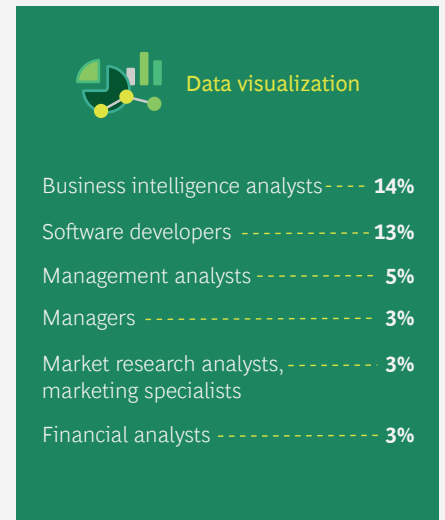 Data visualization
Business intelligence analysts 14%
Software developers 13%
Management analysts 5%
Managers 3%
Market research analysts, 3%
marketing specialists
Financial analysts 3%